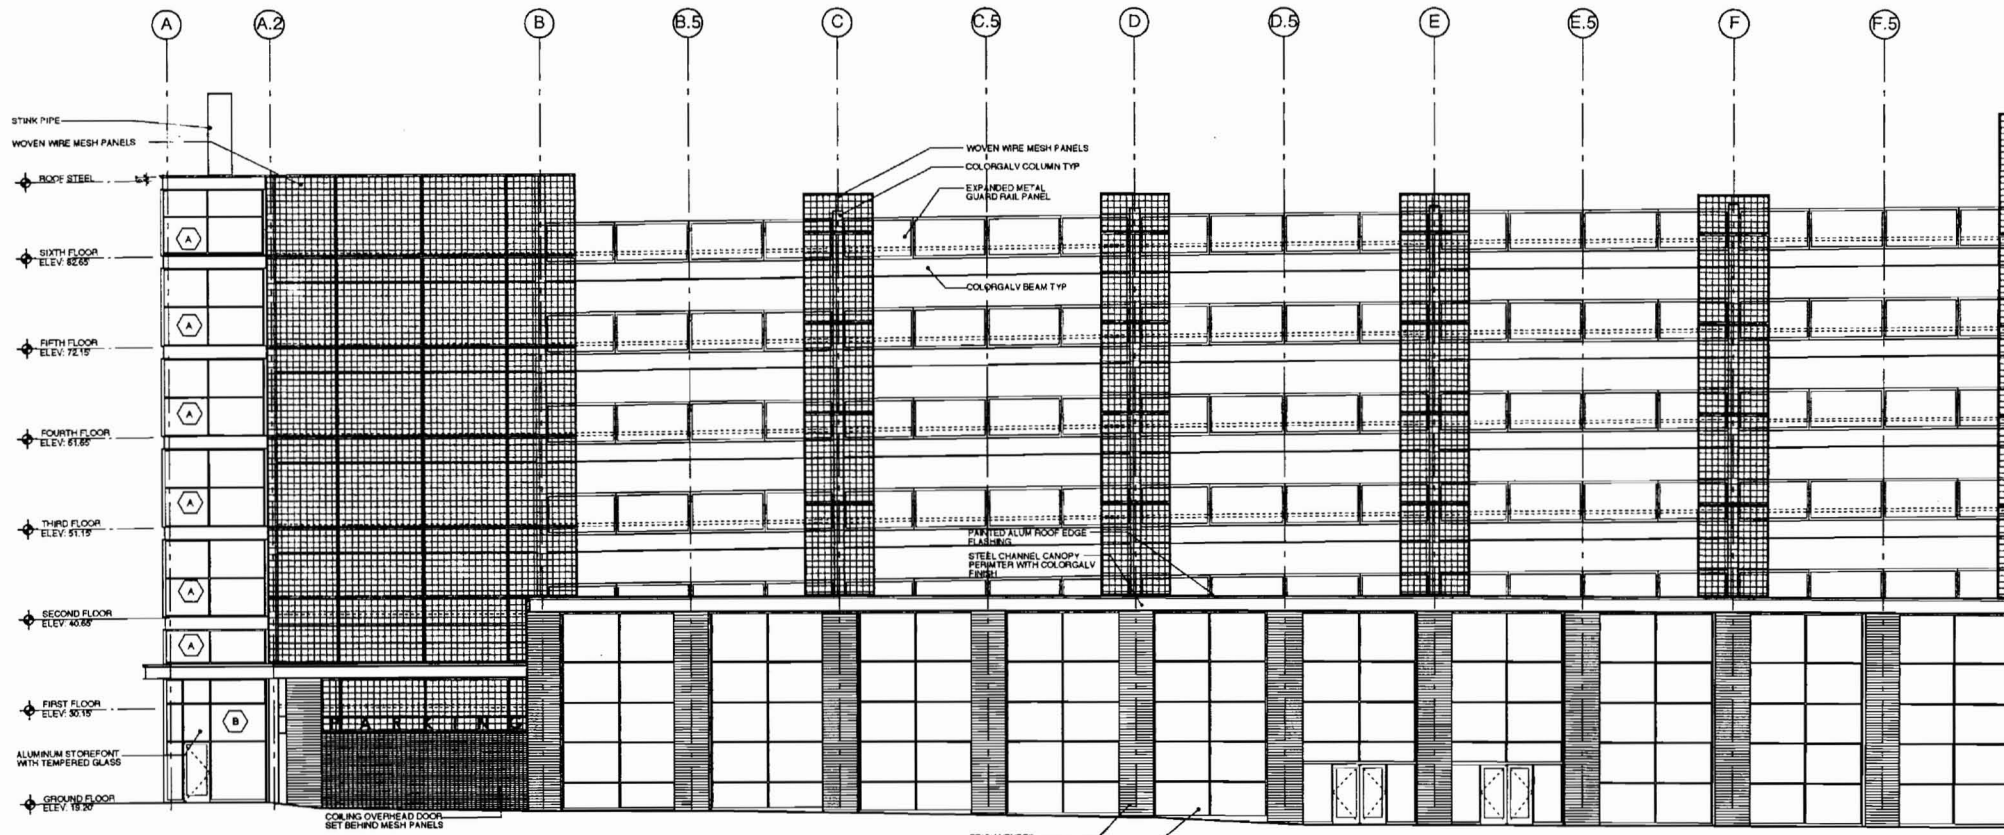 A A.2 B B.5 C C.5 D D.5 E E.5 F F.5
STINK PIPE
WOVEN WIRE MESH PANELS
ROOF STEEL
SIXTH FLOOR
ELEV: 82.65'
FIFTH FLOOR
ELEV: 72.15'
FOURTH FLOOR
ELEV: 61.65'
THIRD FLOOR
ELEV: 51.15'
SECOND FLOOR
ELEV: 40.65'
FIRST FLOOR
ELEV: 30.15'
ALUMINUM STOREFONT
WITH TEMPERED GLASS
GROUND FLOOR
ELEV: 19.20'
A
A
A
A
A
A
B
PARKING
COILING OVERHEAD DOOR
SET BEHIND MESH PANELS
WOVEN WIRE MESH PANELS
COLORGALV COLUMN TYP
EXPANDED METAL
GUARD RAIL PANEL
COLORGALV BEAM TYP
PAINTED ALUM ROOF EDGE
FLASHING
STEEL CHANNEL CANOPY
PERIMTER WITH COLORGALV
FINISH